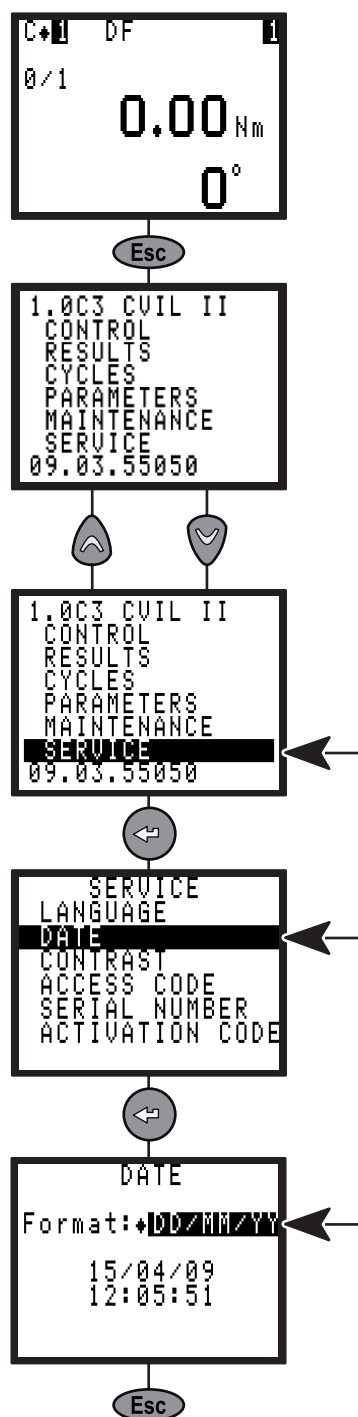 C♦1 DF 1
0/1
0.00 Nm
0°
Esc
1.0C3 CVIL II
CONTROL
RESULTS
CYCLES
PARAMETERS
MAINTENANCE
SERVICE
09.03.55050
1.0C3 CVIL II
CONTROL
RESULTS
CYCLES
PARAMETERS
MAINTENANCE
SERVICE
09.03.55050
SERVICE
LANGUAGE
DATE
CONTRAST
ACCESS CODE
SERIAL NUMBER
ACTIVATION CODE
DATE
Format:♦DD/MM/YY
15/04/09
12:05:51
Esc